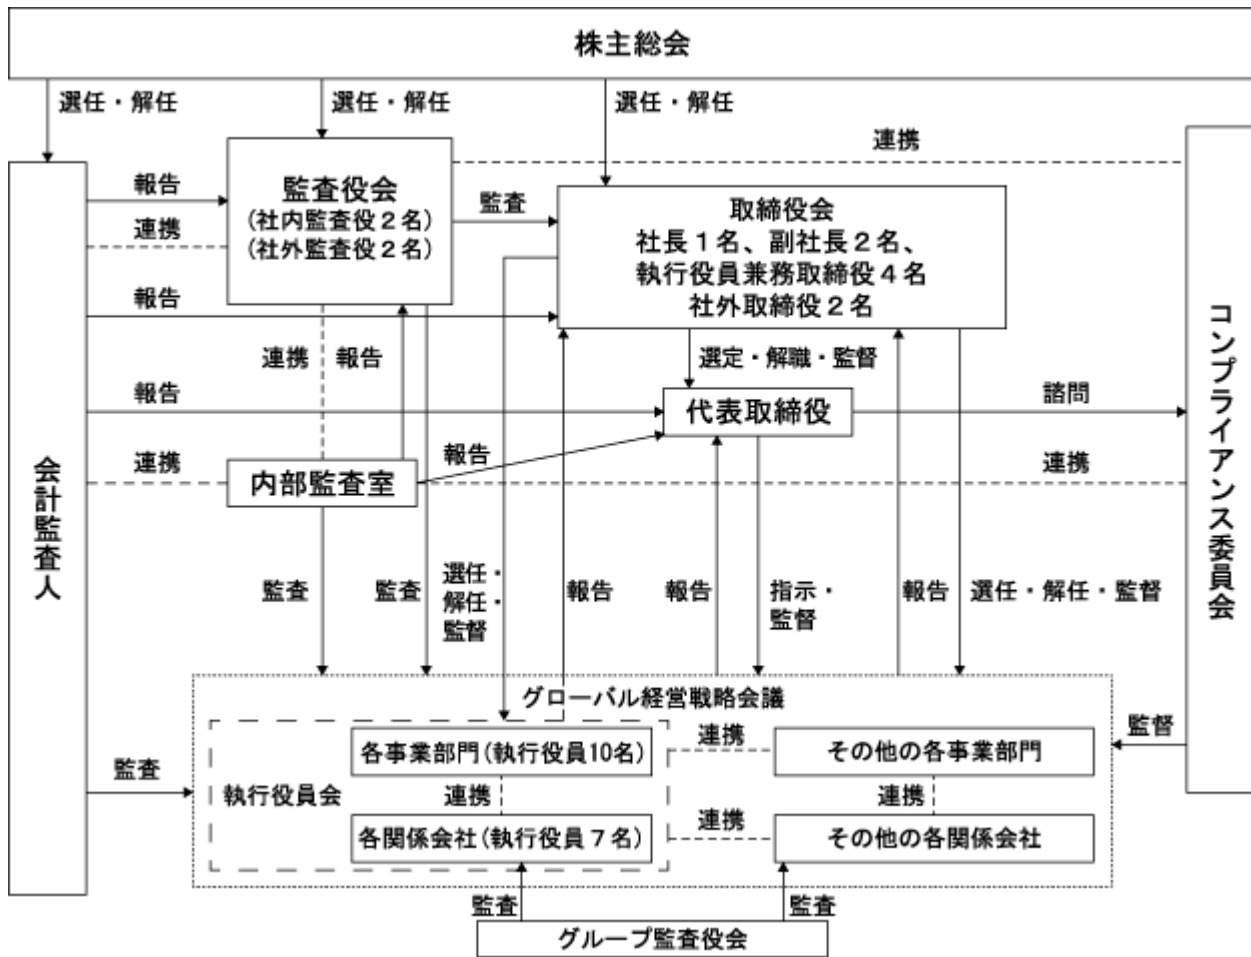 株主総会
選任・解任
選任・解任
選任・解任
連携
報告
監査役会
(社内監査役２名)
(社外監査役２名)
監査
取締役会
社長１名、副社長２名、
執行役員兼務取締役４名
社外取締役２名
連携
報告
連携
報告
選定・解職・監督
報告
代表取締役
諮問
コンプライアンス委員会
会計監査人
連携
内部監査室
報告
連携
監査
監査
選任・
解任・
監督
報告
報告
指示・
監督
報告
選任・解任・監督
グローバル経営戦略会議
各事業部門(執行役員10名)
連携
その他の各事業部門
監督
監査
執行役員会
連携
連携
各関係会社(執行役員７名)
連携
その他の各関係会社
監査
監査
グループ監査役会